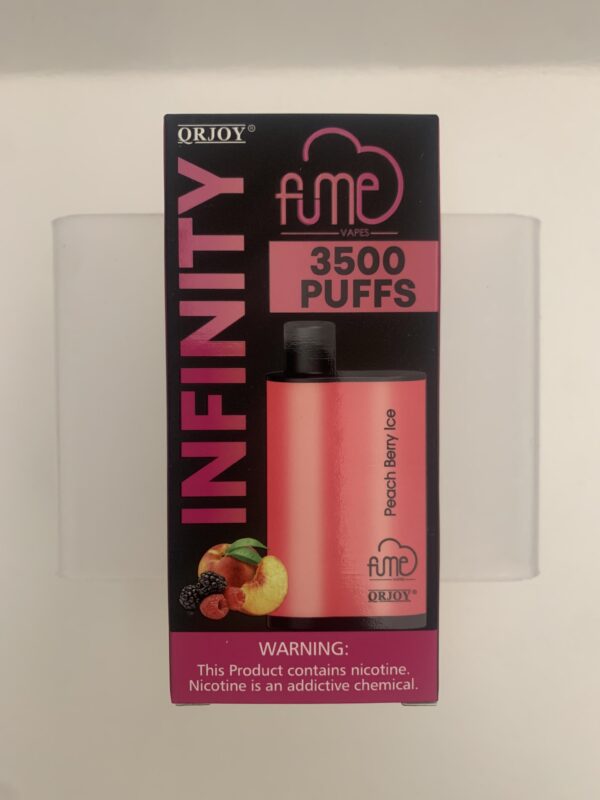 QRJOY®
INFINITY
fume
VAPES
3500
PUFFS
Peach Berry Ice
fume
VAPES
QRJOY®
WARNING:
This Product contains nicotine.
Nicotine is an addictive chemical.